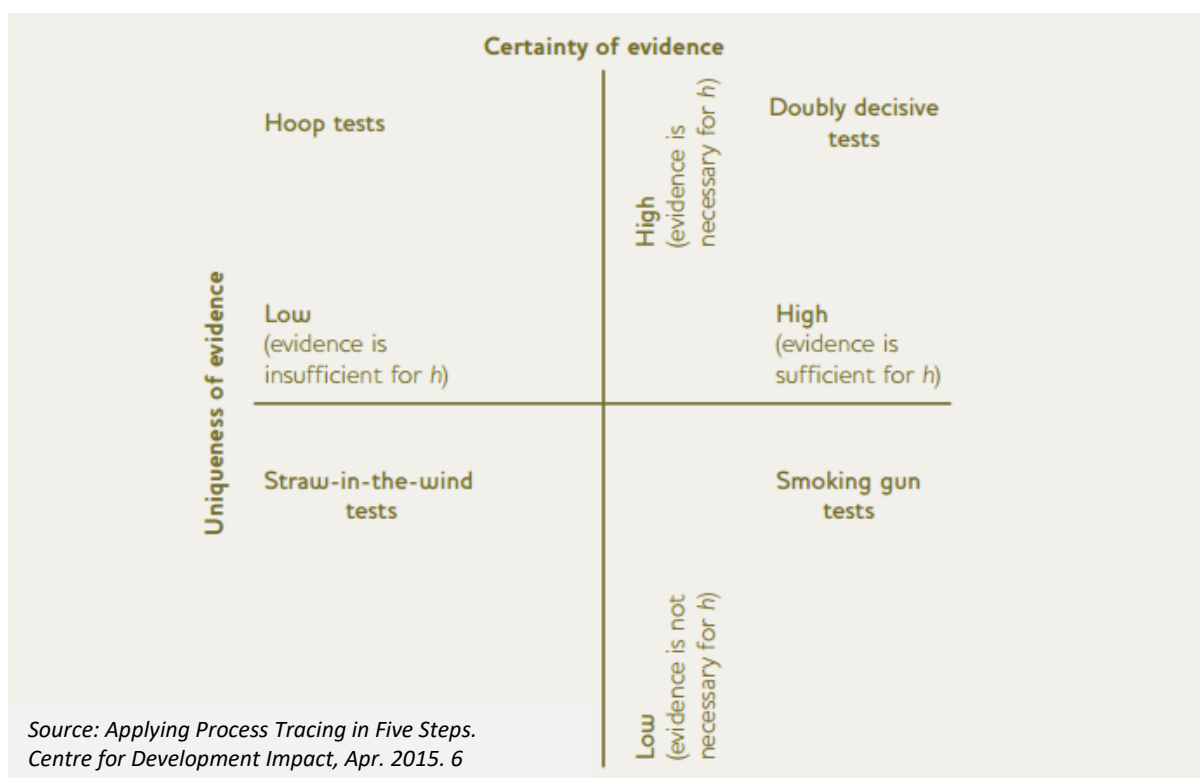 Certainty of evidence
Hoop tests
High
(evidence is
necessary for h)
Doubly decisive
tests
Uniqueness of evidence
Low
(evidence is
insufficient for h)
High
(evidence is
sufficient for h)
Straw-in-the-wind
tests
Smoking gun
tests
Low
(evidence is not
necessary for h)
Source: Applying Process Tracing in Five Steps.
Centre for Development Impact, Apr. 2015. 6